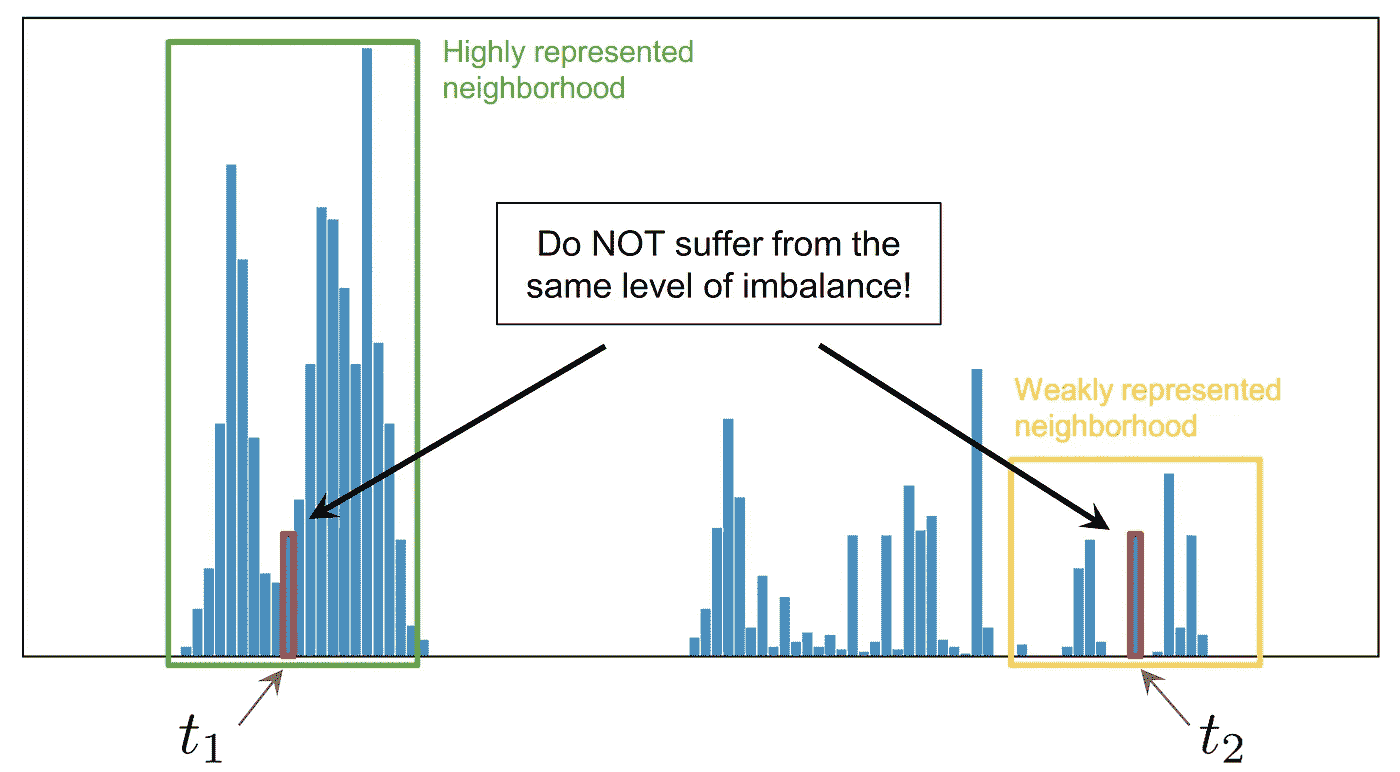 Highly represented
neighborhood
Do NOT suffer from the
same level of imbalance!
Weakly represented
neighborhood
t₁
t₂